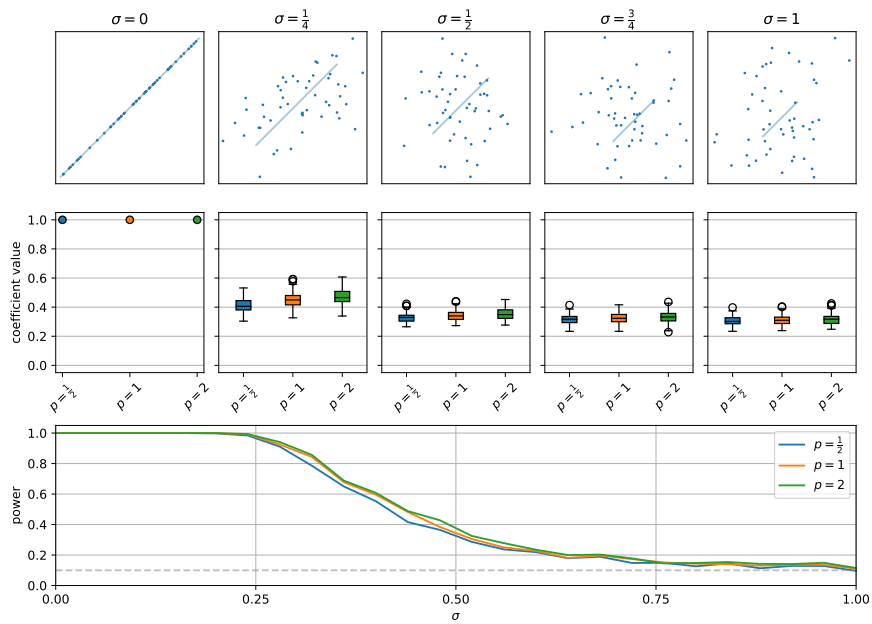 σ = 0 σ = 1/4 σ = 1/2 σ = 3/4 σ = 1
1.0
0.8
0.6
0.4
0.2
0.0
coefficient value
p = 1/2 p = 1 p = 2 p = 1/2 p = 1 p = 2 p = 1/2 p = 1 p = 2 p = 1/2 p = 1 p = 2 p = 1/2 p = 1 p = 2
1.0
0.8
0.6
0.4
0.2
0.0
power
p = 1/2
p = 1
p = 2
0.00 0.25 0.50 0.75 1.00
σ